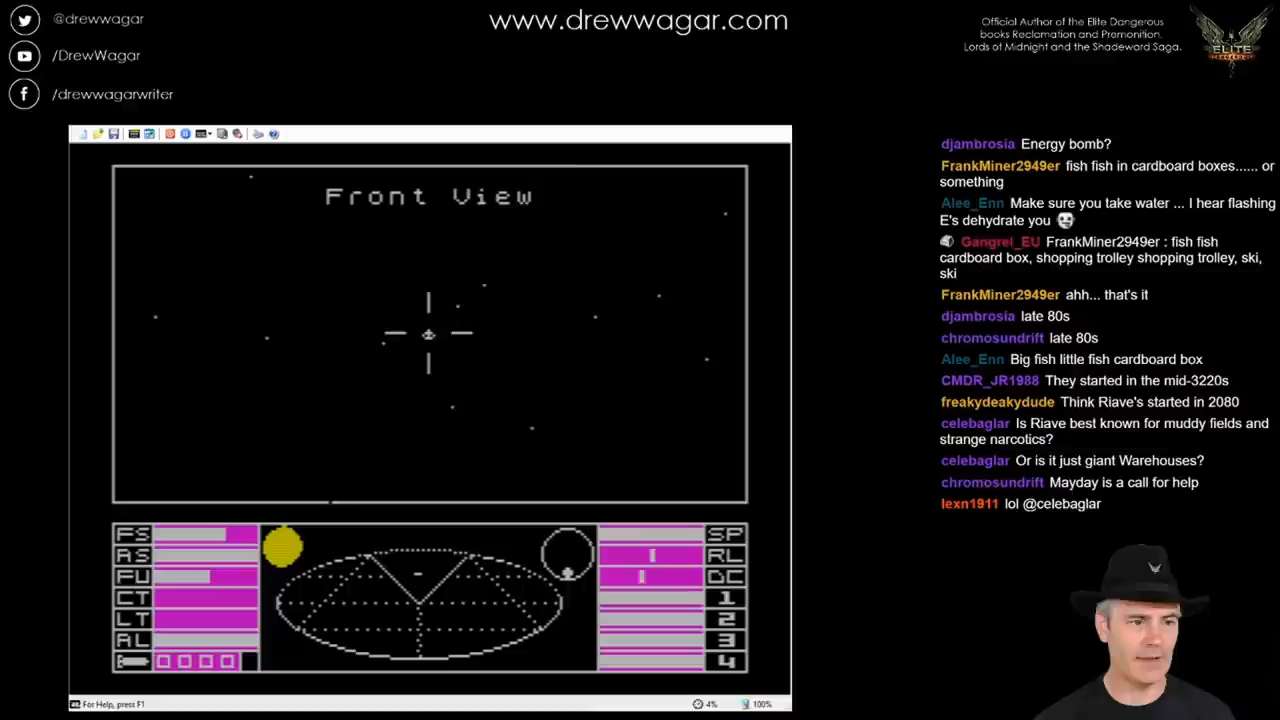 @drewwagar
/DrewWagar
/drewwagarwriter
www.drewwagar.com
Official Author of the Elite Dangerous
books Reclamation and Premonition.
Lords of Midnight and the Shadeward Saga.
ELITE
Front View
FS
AS
FU
CT
LT
AL
SP
RL
DC
1
2
3
4
For Help, press F1
4%
100%
djambrosia Energy bomb?
FrankMiner2949er fish fish in cardboard boxes...... or
something
Alee_Enn Make sure you take water ... I hear flashing
E's dehydrate you
Gangrel_EU FrankMiner2949er : fish fish
cardboard box, shopping trolley shopping trolley, ski,
ski
FrankMiner2949er ahh... that's it
djambrosia late 80s
chromosundrift late 80s
Alee_Enn Big fish little fish cardboard box
CMDR_JR1988 They started in the mid-3220s
freakydeakydude Think Riave's started in 2080
celebaglar Is Riave best known for muddy fields and
strange narcotics?
celebaglar Or is it just giant Warehouses?
chromosundrift Mayday is a call for help
lexn1911 lol @celebaglar